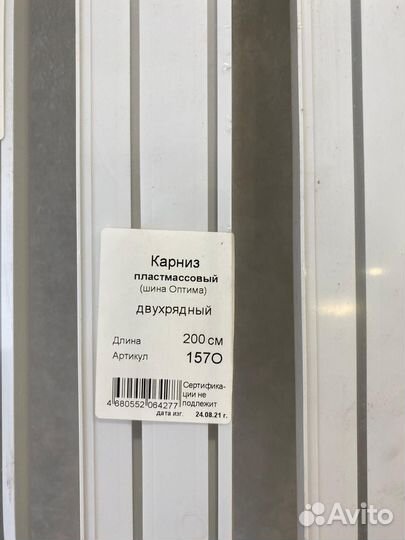 Карниз
пластмассовый
(шина Оптима)
двухрядный
Длина 200 см
Артикул 157О
Сертифика-
ции не
подлежит
4 680552 064277
дата изг. 24.08.21 г.
Avito